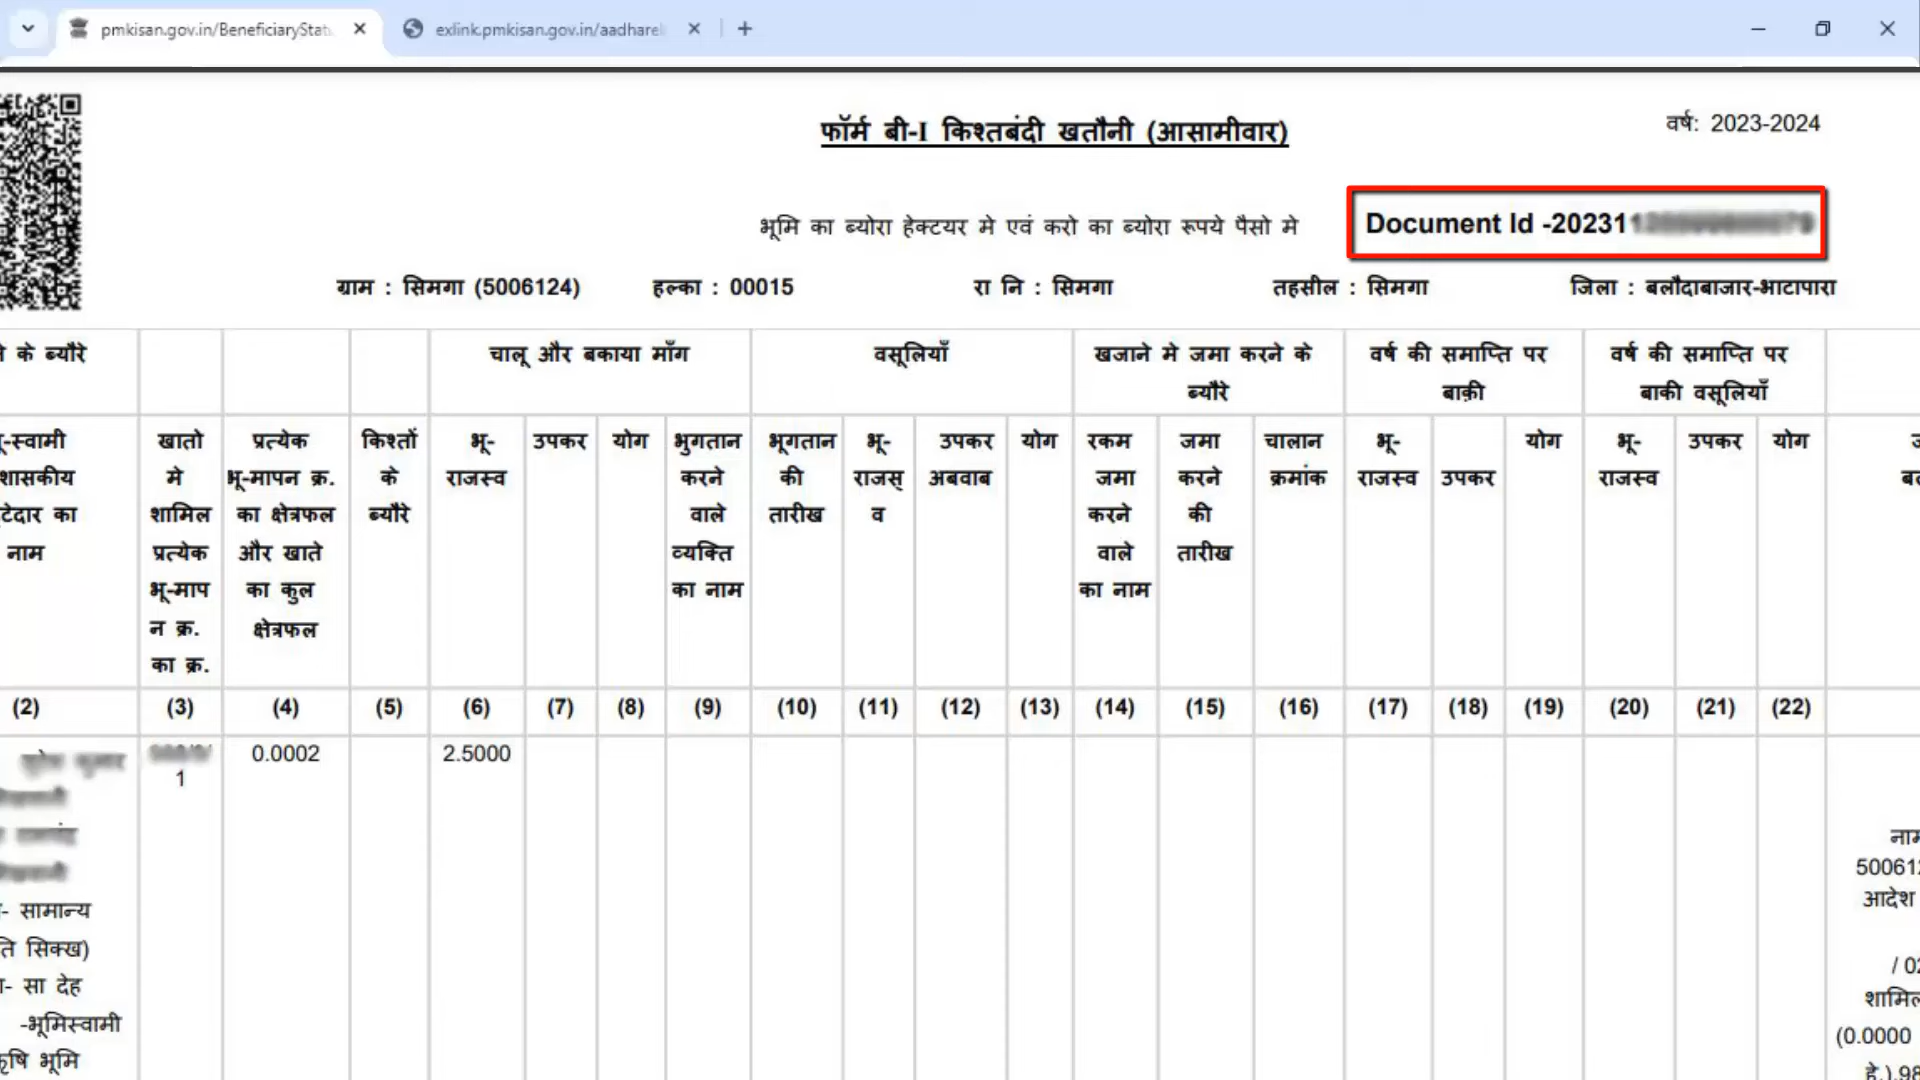 pmkisan.gov.in/BeneficiaryStat
exlink.pmkisan.gov.in/aadharel
फॉर्म बी-I किश्तबंदी खतौनी (आसामीवार)
वर्ष: 2023-2024
भूमि का ब्योरा हेक्टयर मे एवं करो का ब्योरा रूपये पैसो मे
Document Id -202311
ग्राम : सिमगा (5006124) हल्का : 00015 रा नि : सिमगा तहसील : सिमगा जिला : बलौदाबाजार-भाटापारा
के ब्यौरे
चालू और बकाया माँग
वसूलियाँ
खजाने मे जमा करने के
ब्यौरे
वर्ष की समाप्ति पर
बाक़ी
वर्ष की समाप्ति पर
बाकी वसूलियाँ
-स्वामी
शासकीय
टेदार का
नाम
खातो
मे
शामिल
प्रत्येक
भू-माप
न क्र.
का क्र.
प्रत्येक
भू-मापन क्र.
का क्षेत्रफल
और खाते
का कुल
क्षेत्रफल
किश्तों
के
ब्यौरे
भू-
राजस्व
उपकर
योग
भुगतान
करने
वाले
व्यक्ति
का नाम
भूगतान
की
तारीख
भू-
राजस्
व
उपकर
अबवाब
योग
रकम
जमा
करने
वाले
का नाम
जमा
करने
की
तारीख
चालान
क्रमांक
भू-
राजस्व
उपकर
योग
भू-
राजस्व
उपकर
योग
(2) (3) (4) (5) (6) (7) (8) (9) (10) (11) (12) (13) (14) (15) (16) (17) (18) (19) (20) (21) (22)
1
0.0002
2.5000
- सामान्य
ति सिक्ख)
- सा देह
-भूमिस्वामी
कृषि भूमि
नाम
500612
आदेश
/ 02
शामिल
(0.0000
हे.).98